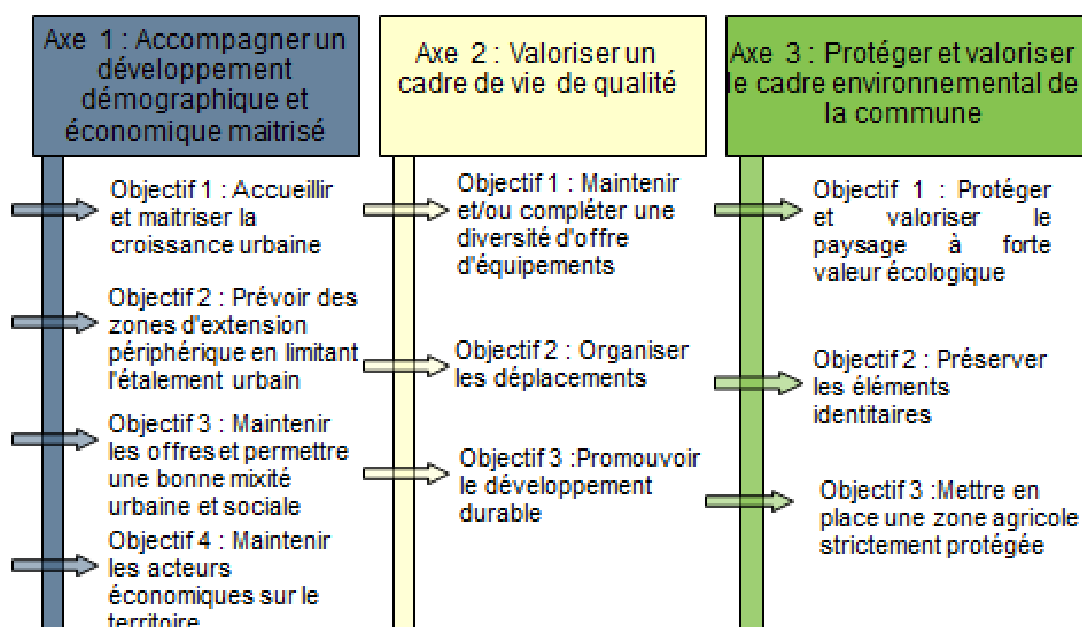 Axe 1 : Accompagner un
développement
démographique et
économique maitrisé
Objectif 1 : Accueillir
et maitriser la
croissance urbaine
Objectif 2 : Prévoir des
zones d'extension
périphérique en limitant
l'étalement urbain
Objectif 3 : Maintenir
les offres et permettre
une bonne mixité
urbaine et sociale
Objectif 4 : Maintenir
les acteurs
économiques sur le
territoire
Axe 2 : Valoriser un
cadre de vie de qualité
Objectif 1 : Maintenir
et/ou compléter une
diversité d'offre
d'équipements
Objectif 2 : Organiser
les déplacements
Objectif 3 :Promouvoir
le développement
durable
Axe 3 : Protéger et valoriser
le cadre environnemental de
la commune
Objectif 1 : Protéger
et valoriser le
paysage à forte
valeur écologique
Objectif 2 : Préserver
les éléments
identitaires
Objectif 3 :Mettre en
place une zone agricole
strictement protégée